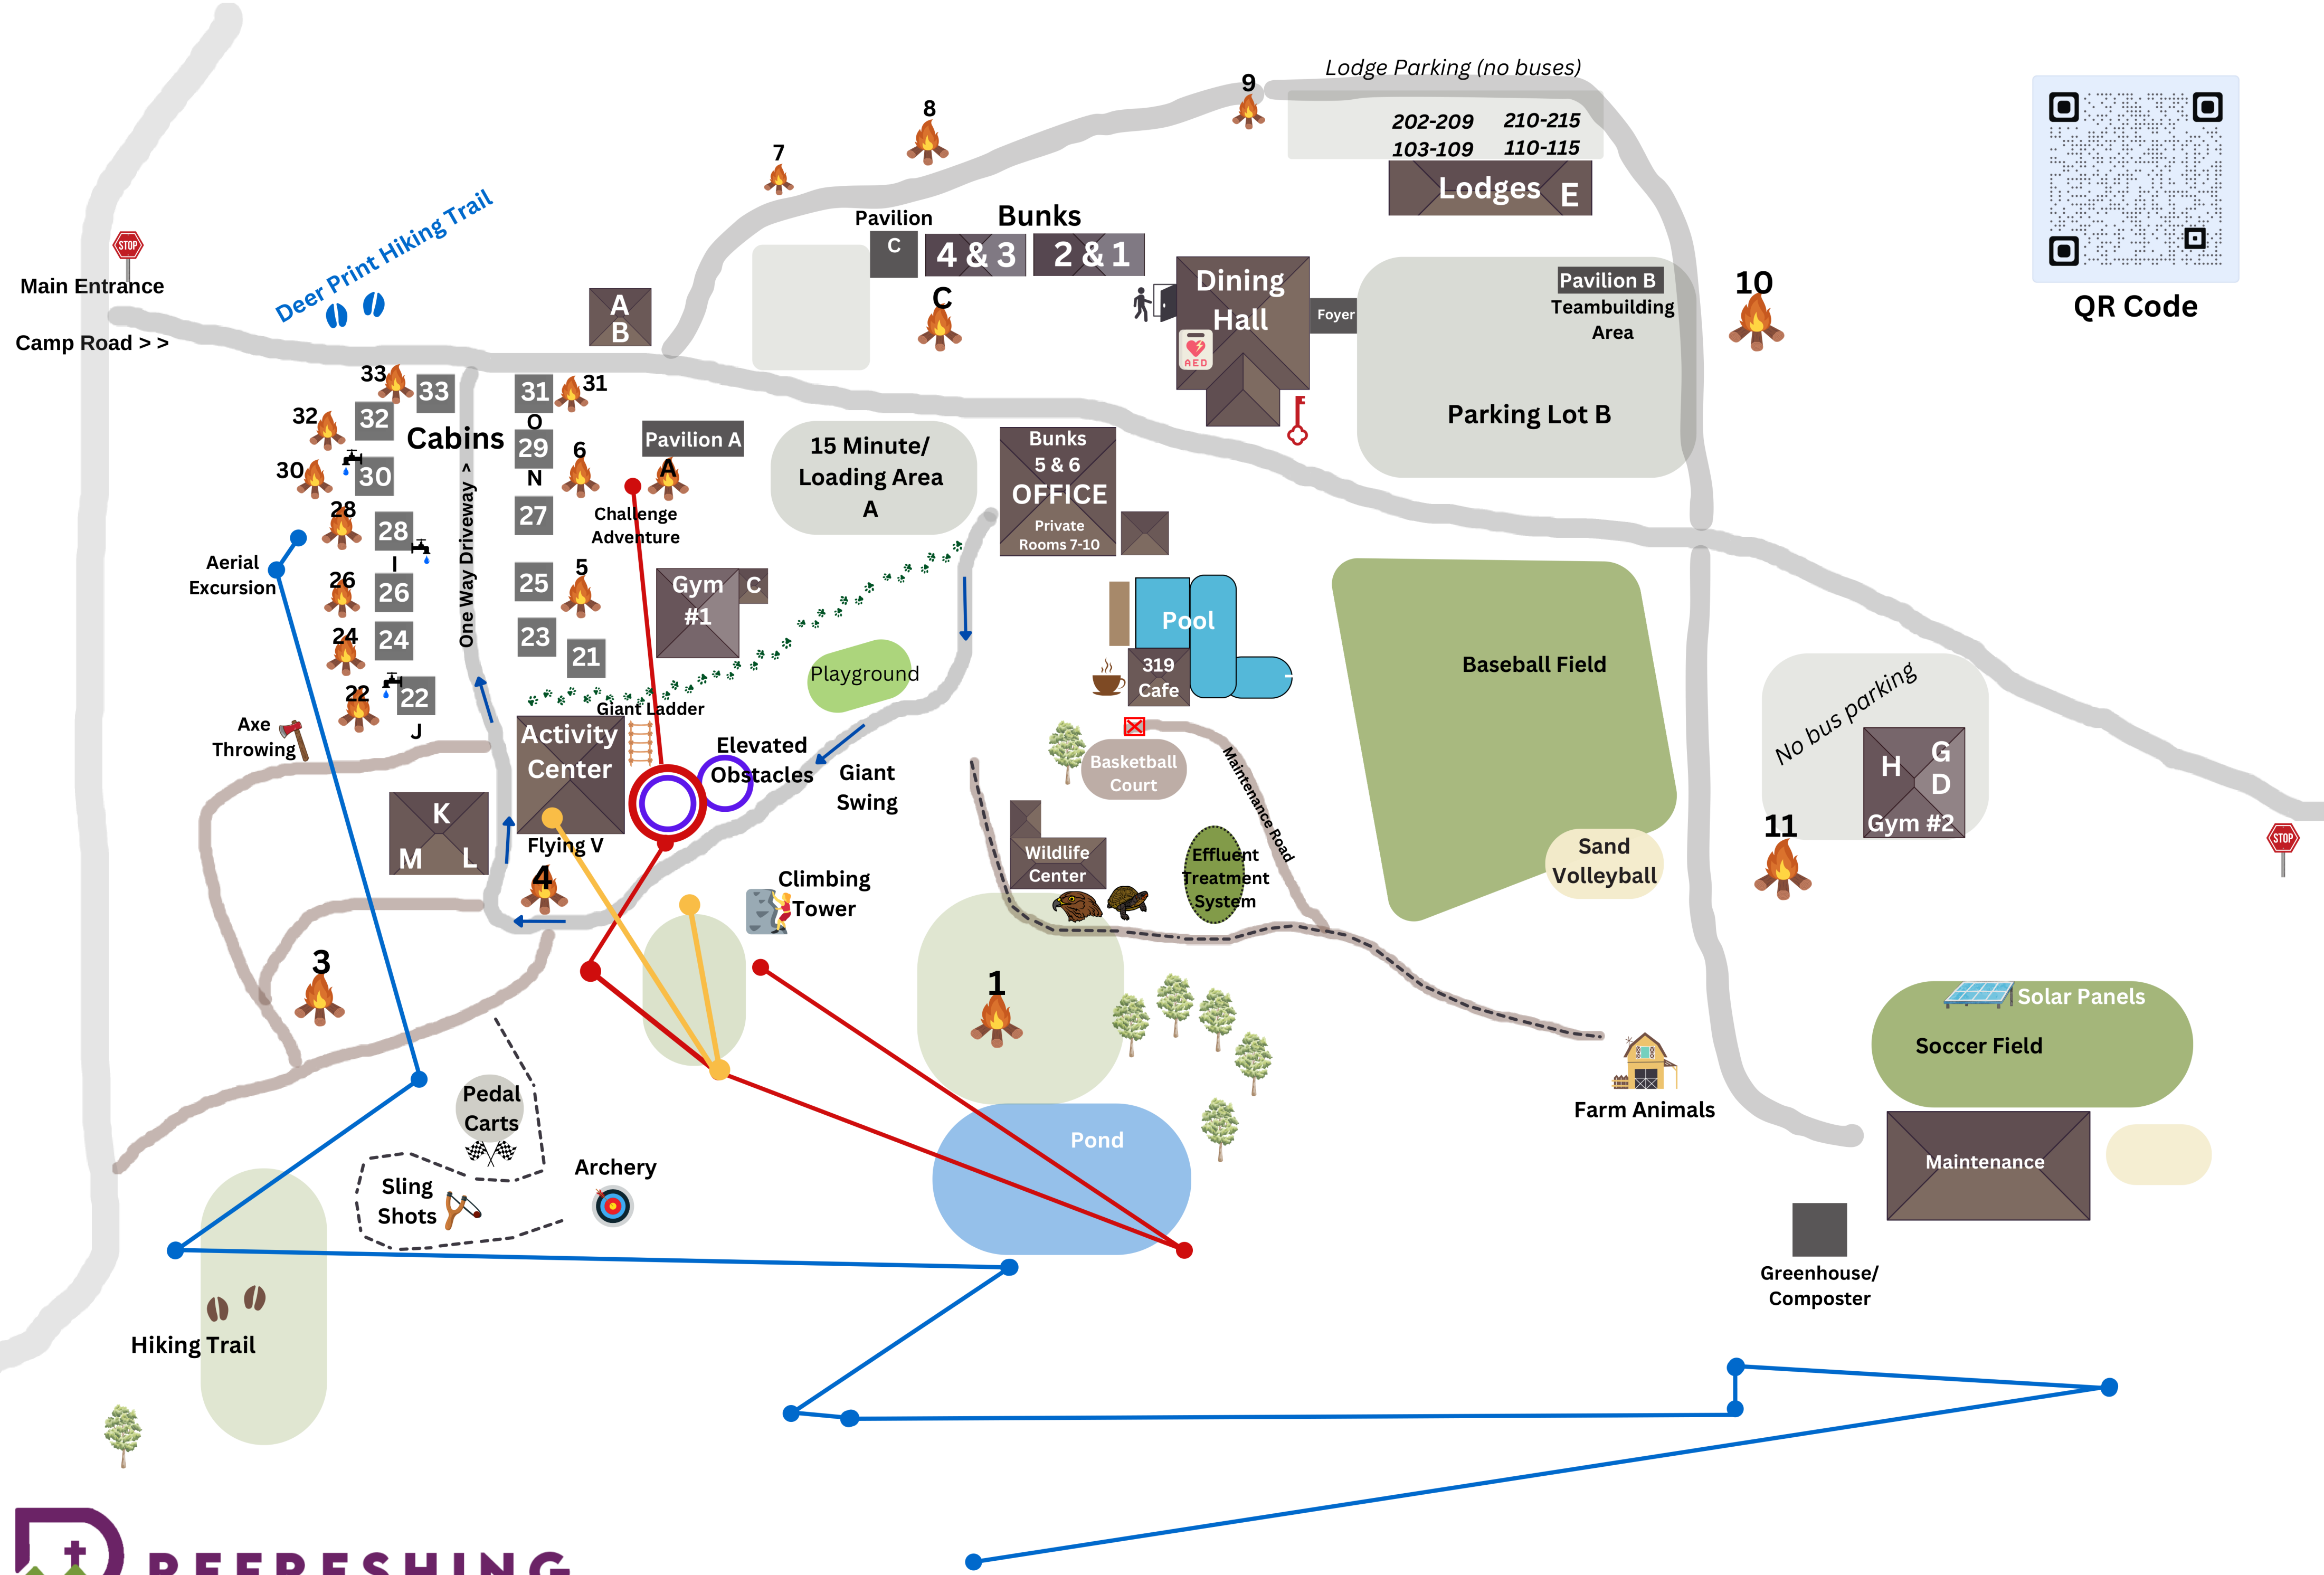 Lodge Parking (no buses)
9
8
7
202-209 210-215
103-109 110-115
Lodges E
QR Code
Deer Print Hiking Trail
STOP
Main Entrance
Camp Road > >
Pavilion
C
Bunks
4 & 3
2 & 1
C
A
B
Dining
Hall
AED
Foyer
Pavilion B
Teambuilding
Area
Parking Lot B
10
33
33
32
32
30
30
28
28
I
26
26
24
24
22
22
J
Cabins
One Way Driveway >
31
31
O
29
N
27
25
23
21
6
5
Pavilion A
A
Challenge
Adventure
15 Minute/
Loading Area
A
Bunks
5 & 6
OFFICE
Private
Rooms 7-10
Aerial
Excursion
Gym
#1
C
Playground
Pool
319
Cafe
Baseball Field
Axe
Throwing
Giant Ladder
Activity
Center
Flying V
Elevated
Obstacles
Giant
Swing
Basketball
Court
Maintenance Road
No bus parking
H G
D
Gym #2
STOP
K
M L
4
Climbing
Tower
Wildlife
Center
Effluent
Treatment
System
Sand
Volleyball
11
3
1
Solar Panels
Soccer Field
Farm Animals
Pedal
Carts
Sling
Shots
Archery
Pond
Maintenance
Greenhouse/
Composter
Hiking Trail
REFRESHING